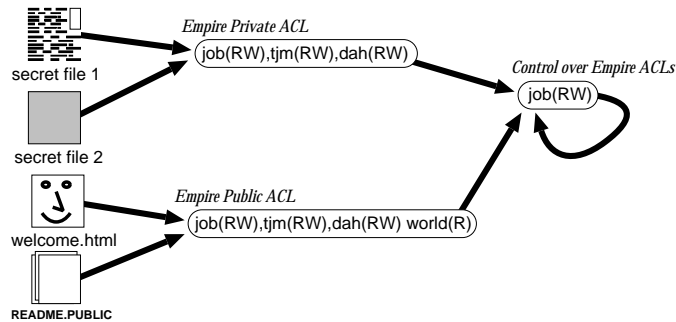 Empire Private ACL
job(RW),tjm(RW),dah(RW)
secret file 1
Control over Empire ACLs
job(RW)
secret file 2
Empire Public ACL
job(RW),tjm(RW),dah(RW) world(R)
welcome.html
README.PUBLIC